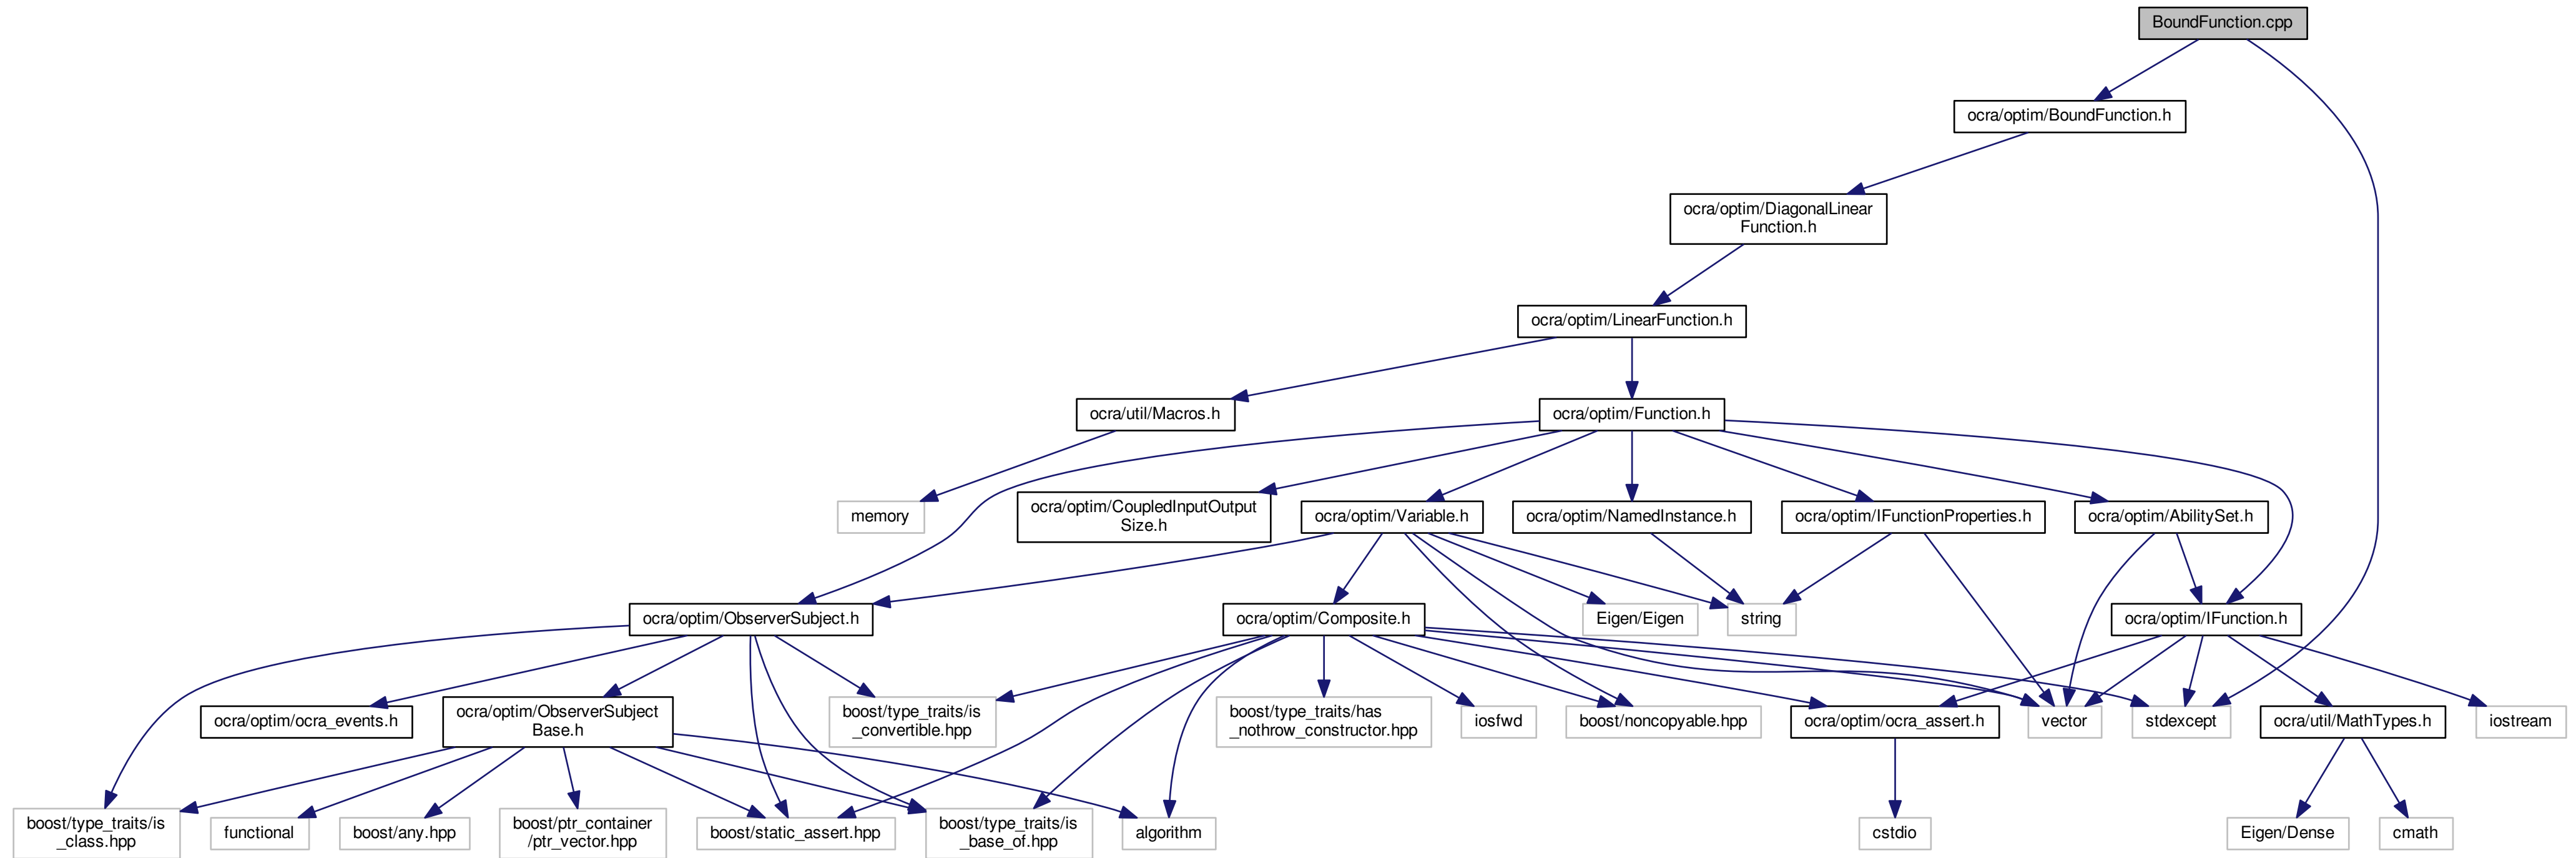 BoundFunction.cpp
ocra/optim/BoundFunction.h
ocra/optim/DiagonalLinear
Function.h
ocra/optim/LinearFunction.h
ocra/util/Macros.h
ocra/optim/Function.h
memory
ocra/optim/CoupledInputOutput
Size.h
ocra/optim/Variable.h
ocra/optim/NamedInstance.h
ocra/optim/IFunctionProperties.h
ocra/optim/AbilitySet.h
ocra/optim/ObserverSubject.h
ocra/optim/Composite.h
Eigen/Eigen
string
ocra/optim/IFunction.h
ocra/optim/ocra_events.h
ocra/optim/ObserverSubject
Base.h
boost/type_traits/is
_convertible.hpp
boost/type_traits/has
_nothrow_constructor.hpp
iosfwd
boost/noncopyable.hpp
ocra/optim/ocra_assert.h
vector
stdexcept
ocra/util/MathTypes.h
iostream
boost/type_traits/is
_class.hpp
functional
boost/any.hpp
boost/ptr_container
/ptr_vector.hpp
boost/static_assert.hpp
boost/type_traits/is
_base_of.hpp
algorithm
cstdio
Eigen/Dense
cmath